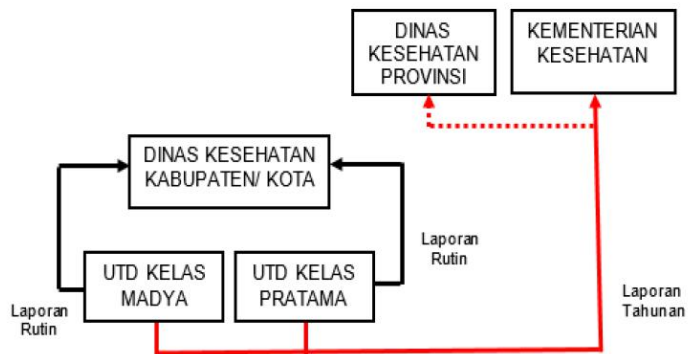 DINAS
KESEHATAN
PROVINSI
KEMENTERIAN
KESEHATAN
DINAS KESEHATAN
KABUPATEN/ KOTA
Laporan
Rutin
UTD KELAS
MADYA
UTD KELAS
PRATAMA
Laporan
Rutin
Laporan
Tahunan